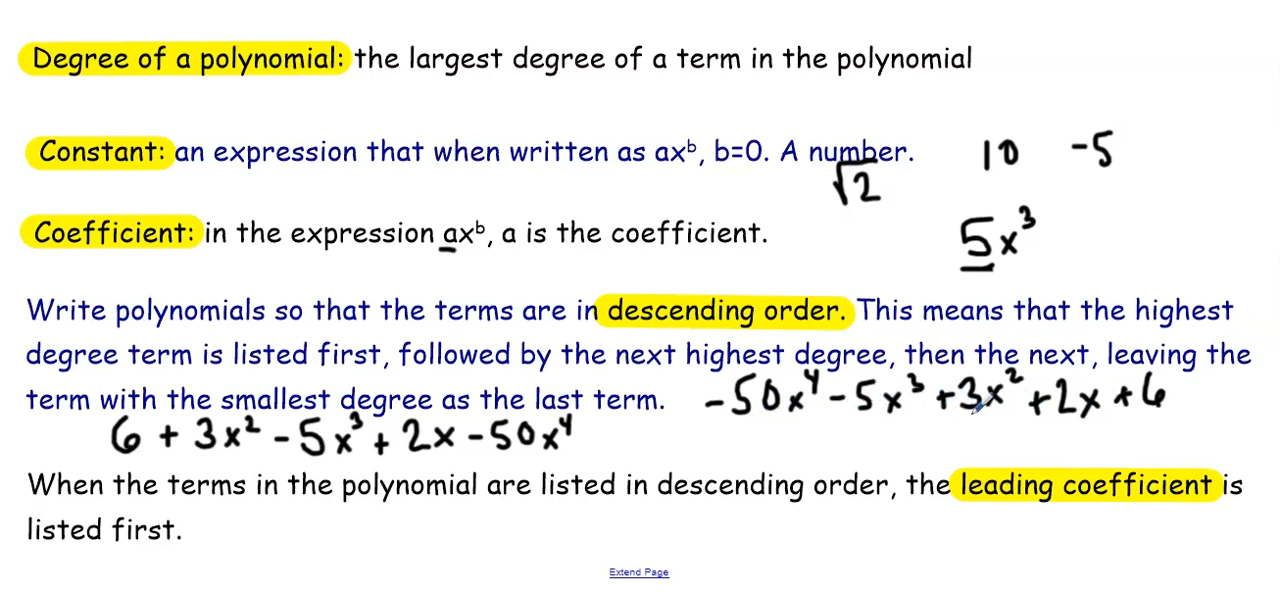 Degree of a polynomial: the largest degree of a term in the polynomial
Constant: an expression that when written as axᵇ, b=0. A number. 10 -5
√2
Coefficient: in the expression axᵇ, a is the coefficient. 5x³
Write polynomials so that the terms are in descending order. This means that the highest
degree term is listed first, followed by the next highest degree, then the next, leaving the
term with the smallest degree as the last term. -50x⁴ - 5x³ + 3x² + 2x + 6
6 + 3x² - 5x³ + 2x - 50x⁴
When the terms in the polynomial are listed in descending order, the leading coefficient is
listed first.
Extend Page